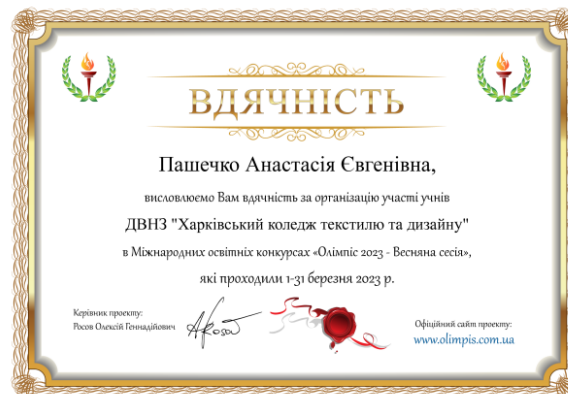 ВДЯЧНІСТЬ
Пашечко Анастасія Євгенівна,
висловлюємо Вам вдячність за організацію участі учнів
ДВНЗ "Харківський коледж текстилю та дизайну"
в Міжнародних освітніх конкурсах «Олімпіс 2023 - Весняна сесія»,
які проходили 1-31 березня 2023 р.
Керівник проекту:
Росов Олексій Геннадійович
Офіційний сайт проекту:
www.olimpis.com.ua